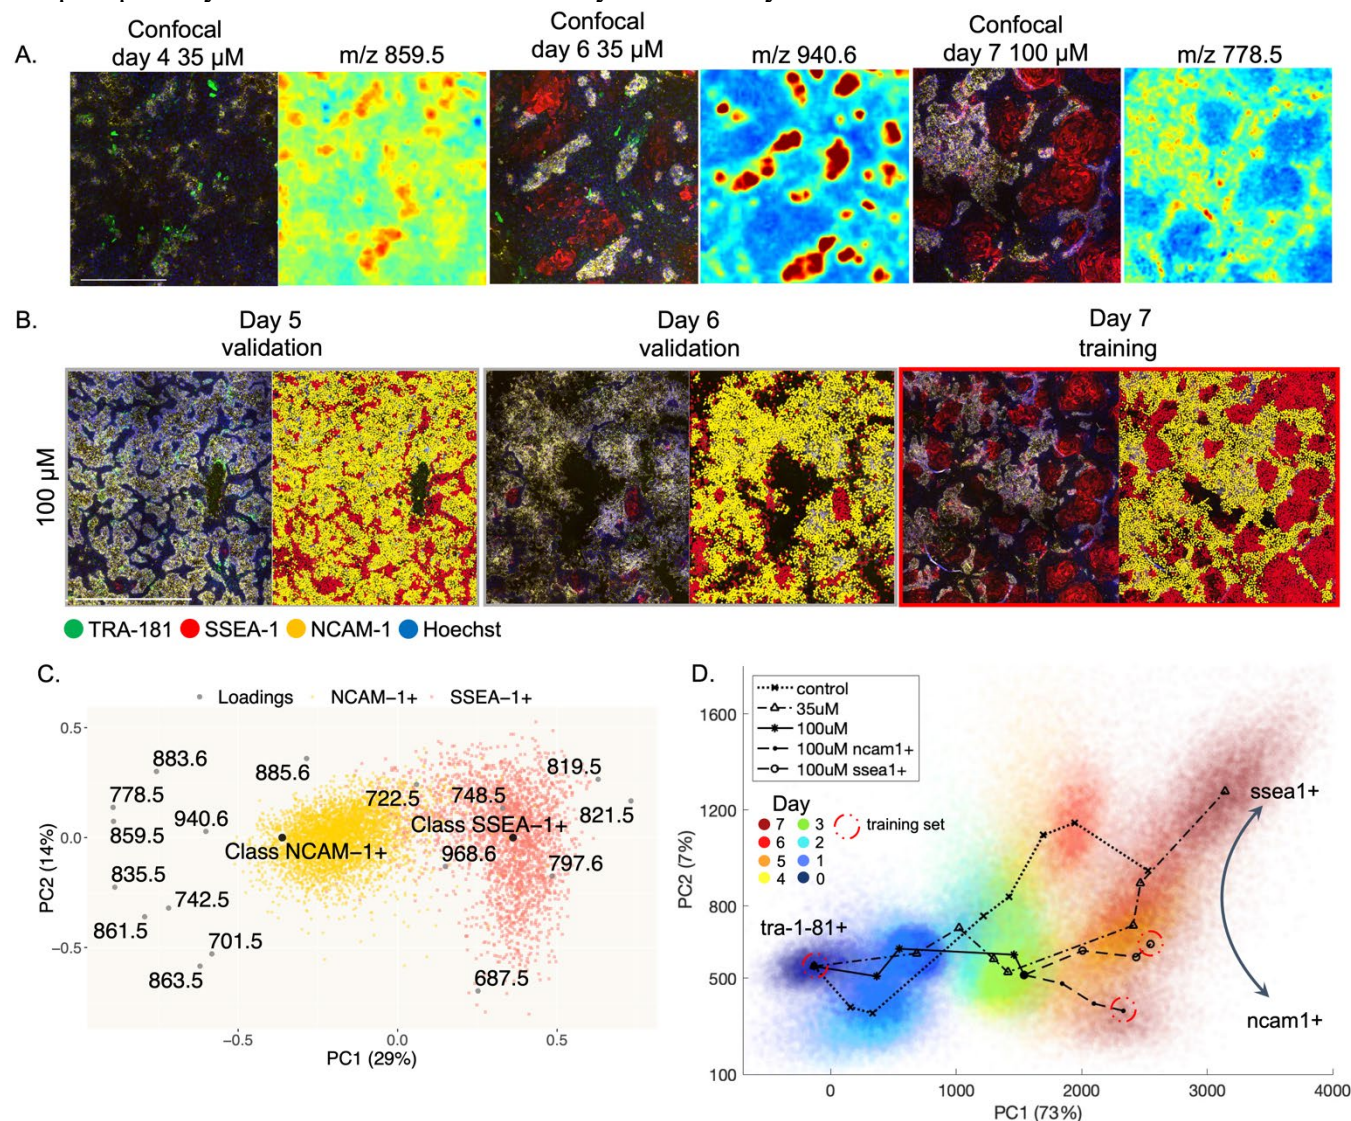 A.
Confocal
day 4 35 µM
m/z 859.5
Confocal
day 6 35 µM
m/z 940.6
Confocal
day 7 100 µM
m/z 778.5
B.
Day 5
validation
Day 6
validation
Day 7
training
100 µM
TRA-181 SSEA-1 NCAM-1 Hoechst
C.
Loadings NCAM−1+ SSEA−1+
0.5
883.6
885.6
819.5
778.5
722.5 748.5
821.5
940.6
859.5
Class SSEA−1+
0.0
Class NCAM−1+
968.6
797.6
835.5
742.5
861.5
701.5
−0.5
863.5
687.5
PC2 (14%)
−0.5 0.0 0.5
PC1 (29%)
D.
control
35uM
100uM
100uM ncam1+
100uM ssea1+
Day
7 3
6 2
5 1
4 0
training set
tra-1-81+
ssea1+
ncam1+
1600
1200
800
500
100
PC2 (7%)
0 1000 2000 3000 4000
PC1 (73%)